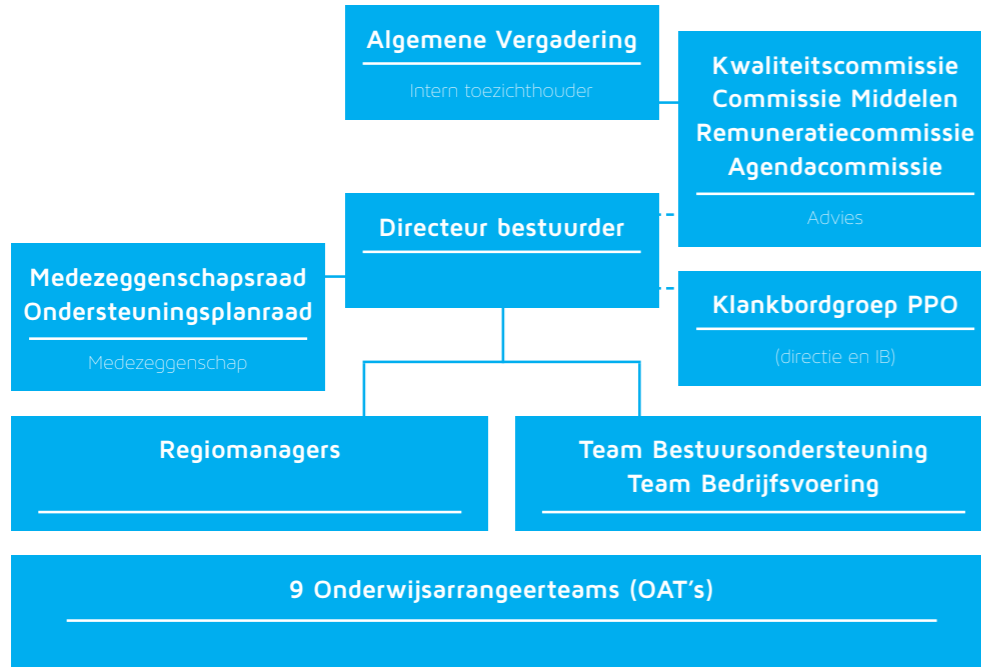 Algemene Vergadering
Intern toezichthouder
Kwaliteitscommissie
Commissie Middelen
Remuneratiecommissie
Agendacommissie
Advies
Directeur bestuurder
Medezeggenschapsraad
Ondersteuningsplanraad
Medezeggenschap
Klankbordgroep PPO
(directie en IB)
Regiomanagers
Team Bestuursondersteuning
Team Bedrijfsvoering
9 Onderwijsarrangeerteams (OAT’s)